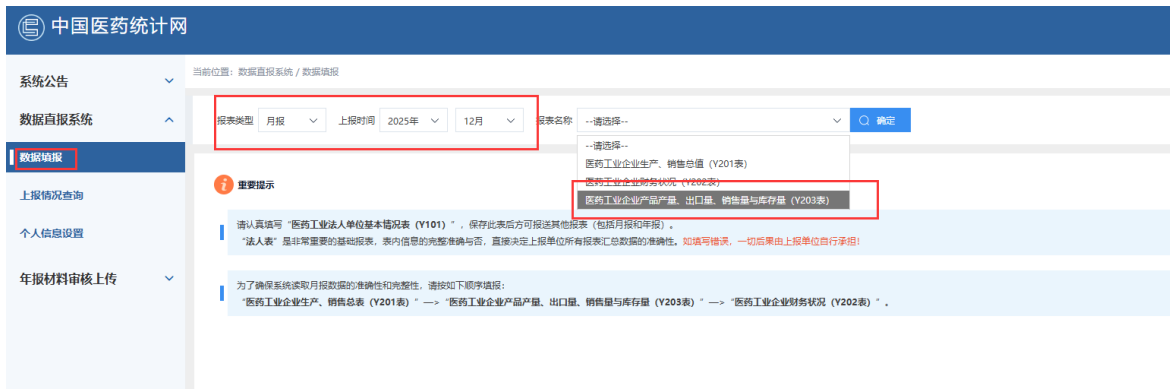 中国医药统计网
系统公告
数据直报系统
数据填报
上报情况查询
个人信息设置
年报材料审核上传
当前位置：数据直报系统 / 数据填报
报表类型 月报 上报时间 2025年 12月 报表名称 --请选择-- 确定
--请选择--
医药工业企业生产、销售总值（Y201表）
医药工业企业财务状况（Y202表）
医药工业企业产品产量、出口量、销售量与库存量（Y203表）
重要提示
请认真填写“医药工业法人单位基本情况表（Y101）”，保存此表后方可报送其他报表（包括月报和年报）。
“法人表”是非常重要的基础报表，表内信息的完整准确与否，直接决定上报单位所有报表汇总数据的准确性。如填写错误，一切后果由上报单位自行承担！
为了确保系统读取月报数据的准确性和完整性，请按如下顺序填报：
“医药工业企业生产、销售总表（Y201表）”—>“医药工业企业产品产量、出口量、销售量与库存量（Y203表）”—>“医药工业企业财务状况（Y202表）”。